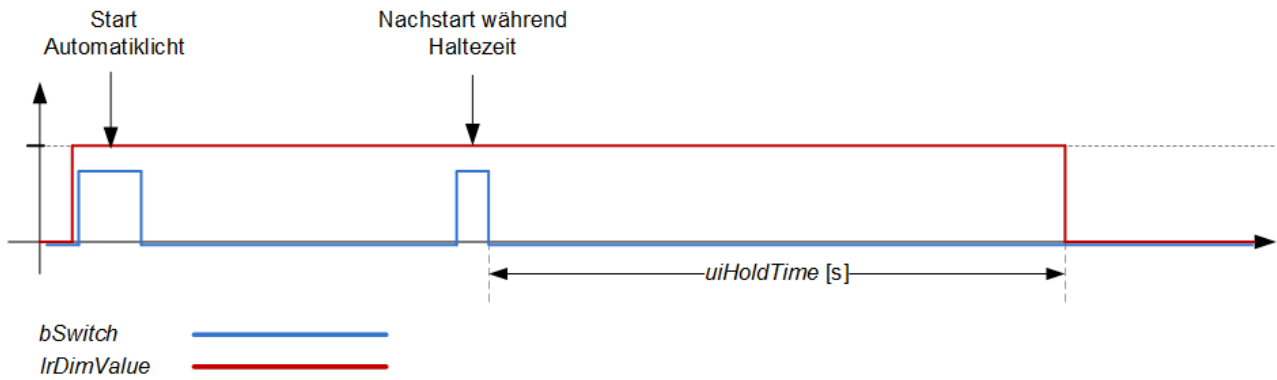 Start
Automatiklicht
Nachstart während
Haltezeit
uiHoldTime [s]
bSwitch
lrDimValue